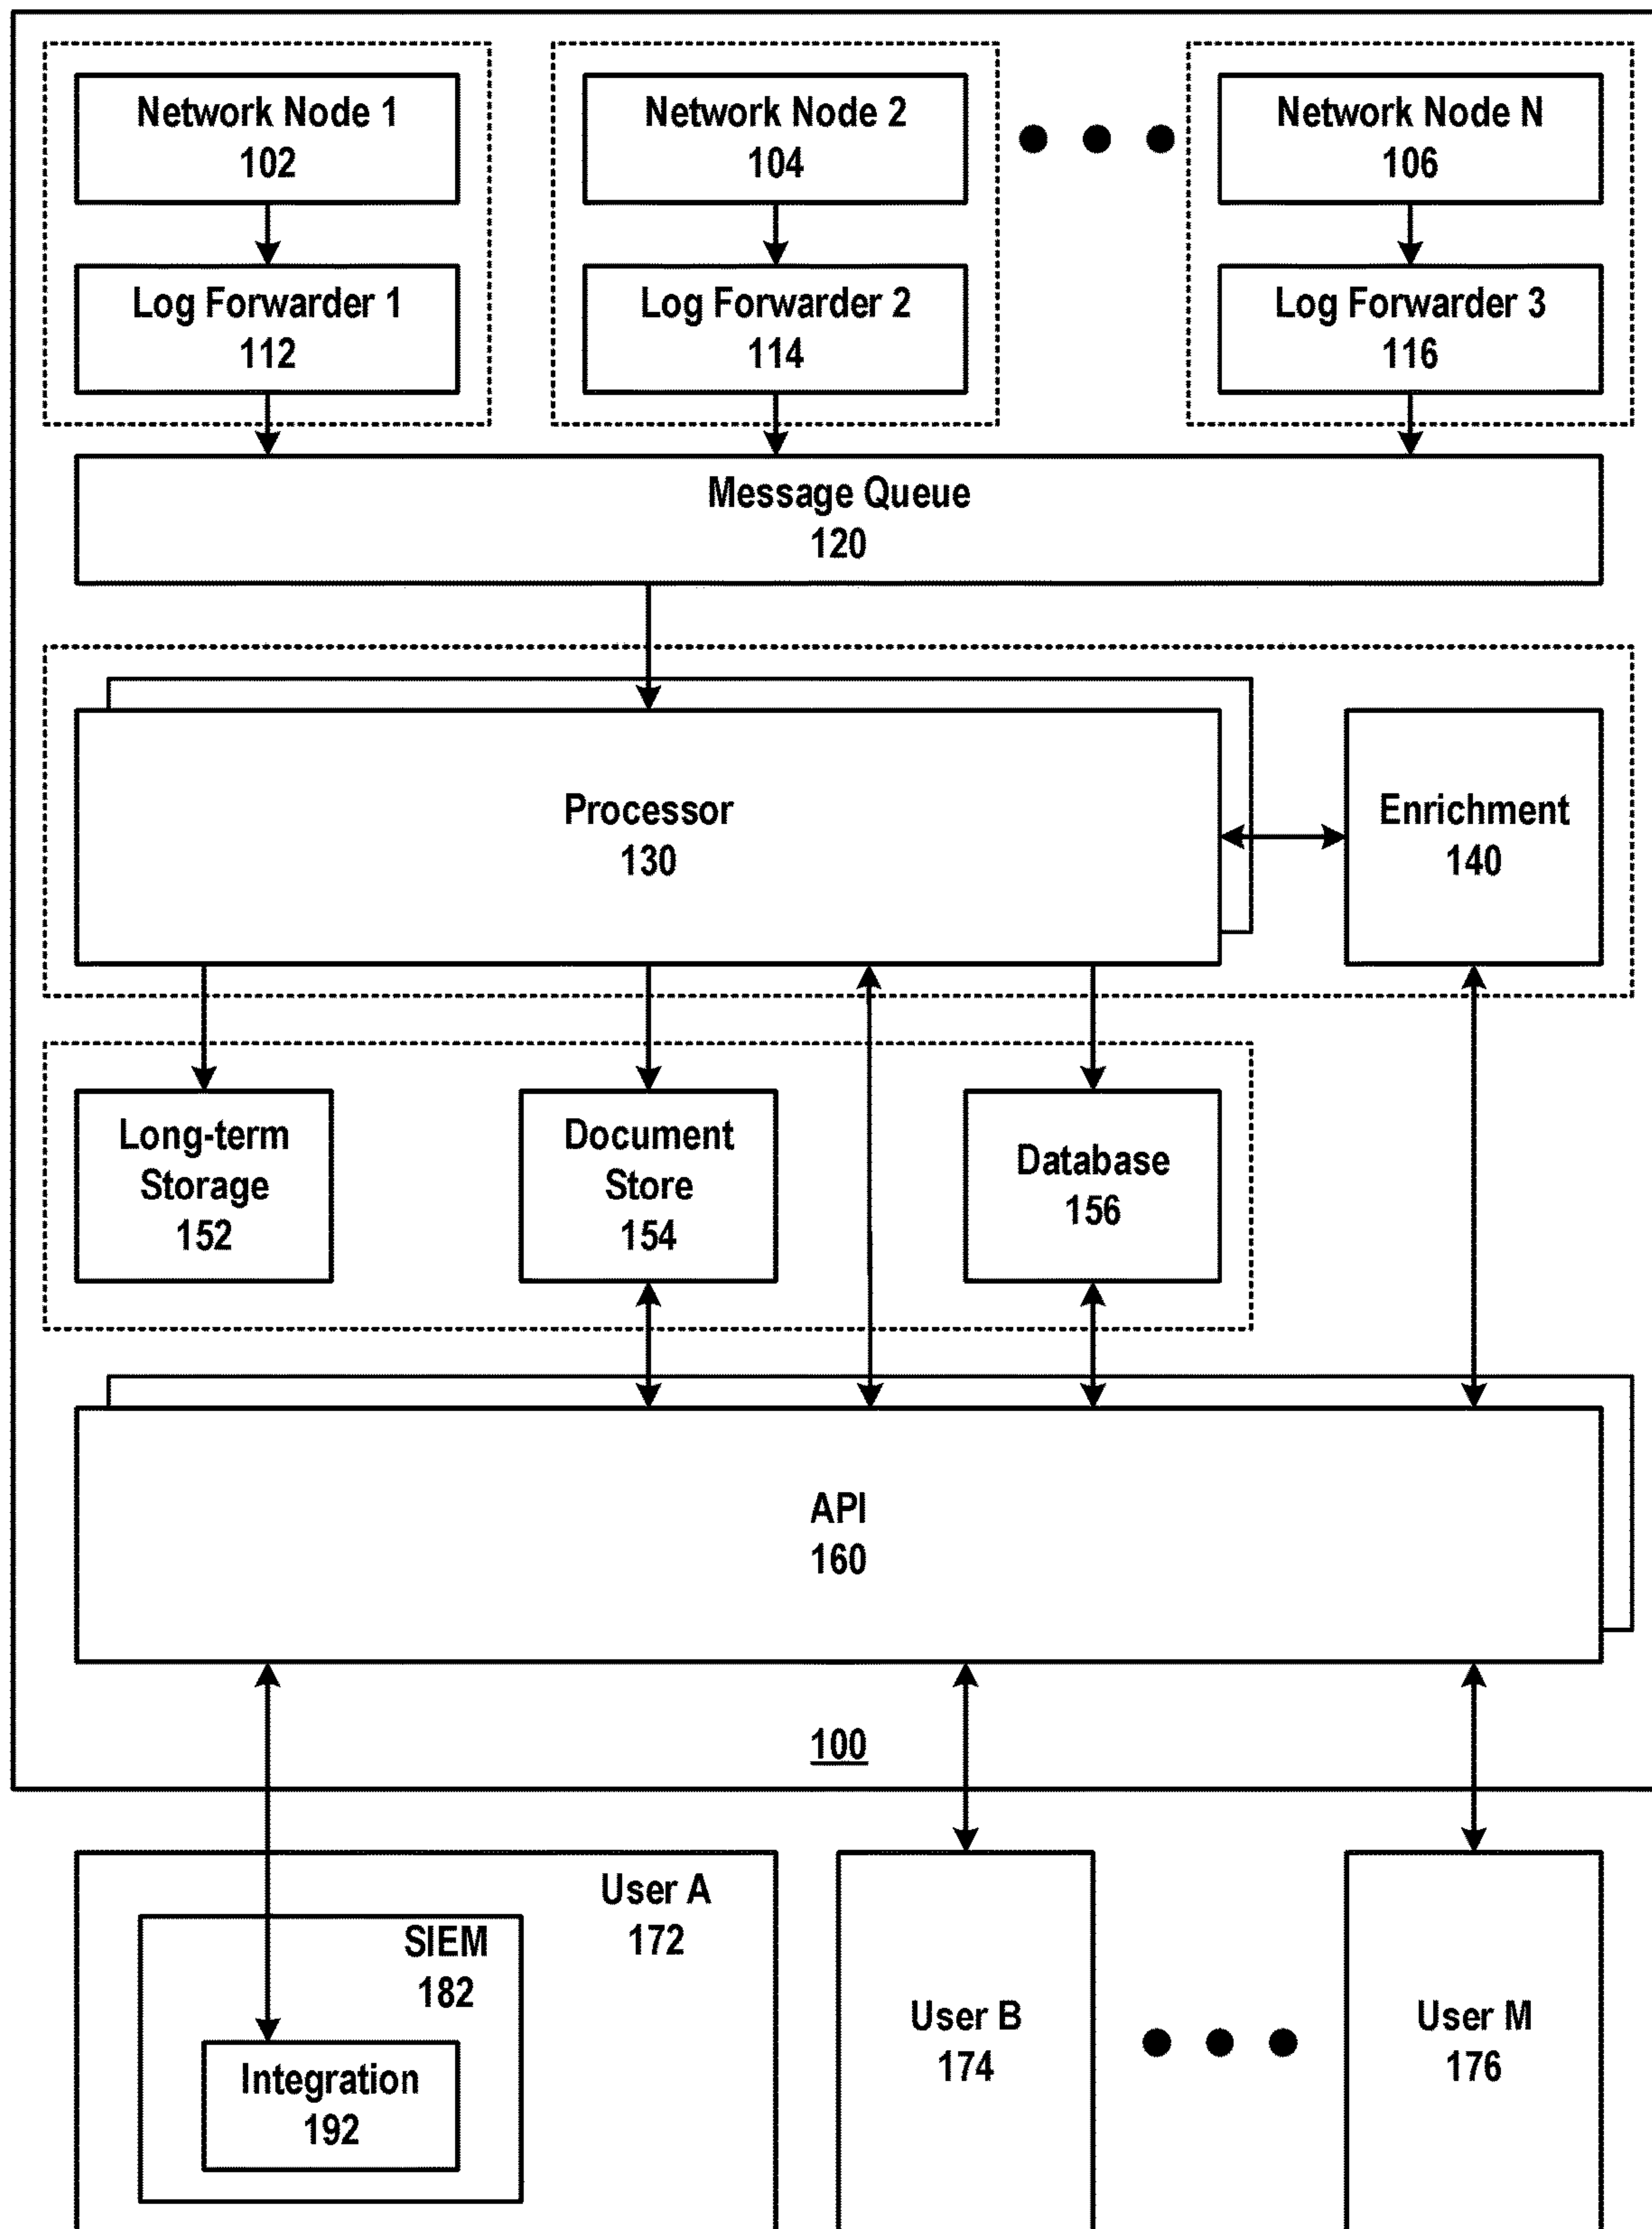 Network Node 1
102
Network Node 2
104
Network Node N
106
Log Forwarder 1
112
Log Forwarder 2
114
Log Forwarder 3
116
Message Queue
120
Processor
130
Enrichment
140
Long-term
Storage
152
Document
Store
154
Database
156
API
160
100
User A
172
SIEM
182
Integration
192
User B
174
User M
176